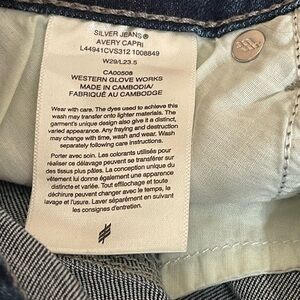 SILVER JEANS®
AVERY CAPRI
L44941CVS312 1008849
W29/L23.5
CA00508
WESTERN GLOVE WORKS
MADE IN CAMBODIA/
FABRIQUÉ AU CAMBODGE
Wear with care. The dyes used to achieve this
wash may transfer onto lighter materials. The
garment's unique design also give it a distinct,
varied appearance. Any fraying and destruction
may change with time, wash and wear. Wash
separately following care instructions.
Porter avec soin. Les colorants utilisés pour
réaliser ce délavage peuvent se transférer sur
des tissus plus pâles. La conception unique du
vêtement lui donne également une apparence
distincte et variée. Tout effilochage et toute
déchirure peuvent changer avec le temps, le
lavage et l'usure. Laver séparément en suivant
les consignes d'entretien.